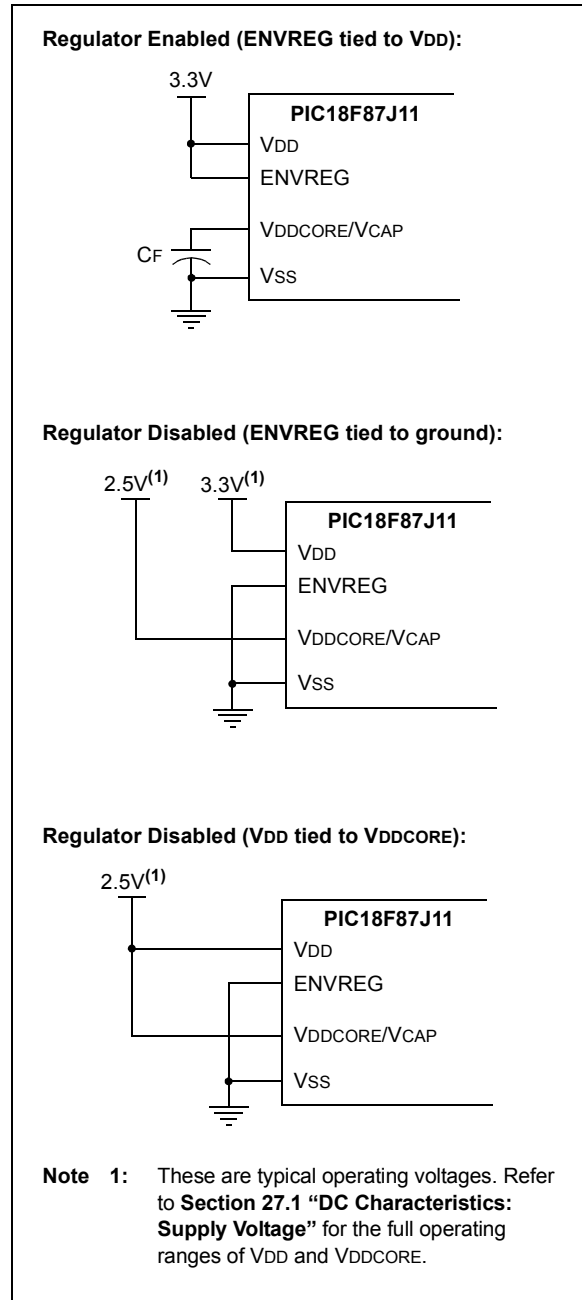 Regulator Enabled (ENVREG tied to VDD):
3.3V
PIC18F87J11
VDD
ENVREG
VDDCORE/VCAP
CF
VSS
Regulator Disabled (ENVREG tied to ground):
2.5V(1) 3.3V(1)
PIC18F87J11
VDD
ENVREG
VDDCORE/VCAP
VSS
Regulator Disabled (VDD tied to VDDCORE):
2.5V(1)
PIC18F87J11
VDD
ENVREG
VDDCORE/VCAP
VSS
Note 1: These are typical operating voltages. Refer
to Section 27.1 “DC Characteristics:
Supply Voltage” for the full operating
ranges of VDD and VDDCORE.